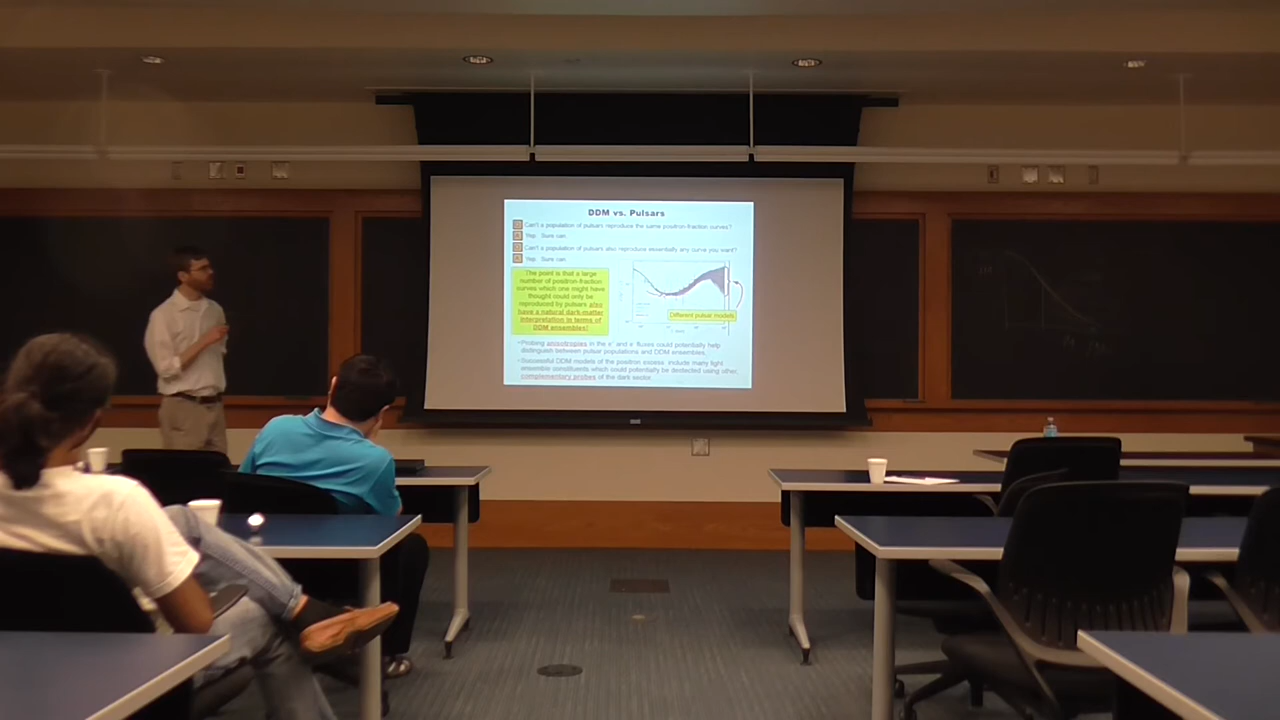 DDM vs. Pulsars
Can't a population of pulsars reproduce the same positron-fraction curves?
Yep. Sure can.
Can't a population of pulsars also reproduce essentially any curve you want?
Yep. Sure can.
The point is that a large
number of positron-fraction
curves which one might have
thought could only be
reproduced by pulsars also
have a natural dark-matter
interpretation in terms of
DDM ensembles!
Different pulsar models
•Probing anisotropies in the e and e fluxes could potentially help
distinguish between pulsar populations and DDM ensembles.
•Successful DDM models of the positron excess include many light
ensemble constituents which could potentially be detected using other,
complementary probes of the dark sector.